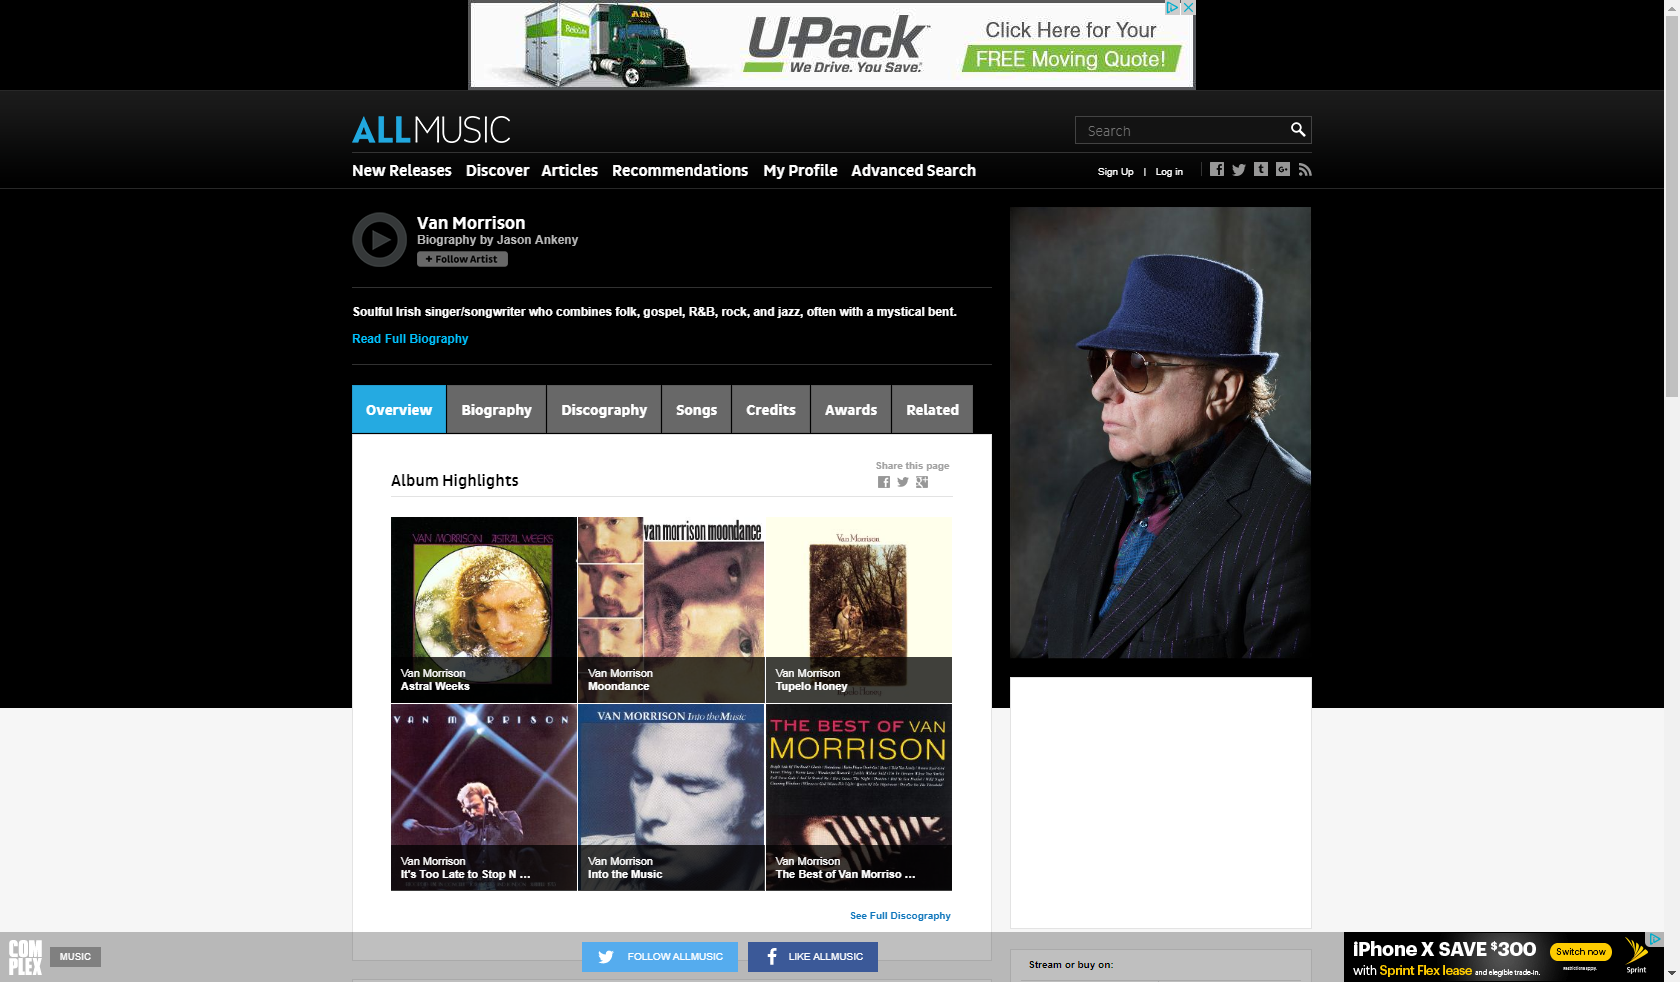 ABF
ReloCube
U-Pack™
We Drive. You Save.®
Click Here for Your
FREE Moving Quote!
ALLMUSIC
Search
New Releases Discover Articles Recommendations My Profile Advanced Search
Sign Up | Log in
Van Morrison
Biography by Jason Ankeny
+ Follow Artist
Soulful Irish singer/songwriter who combines folk, gospel, R&B, rock, and jazz, often with a mystical bent.
Read Full Biography
Overview Biography Discography Songs Credits Awards Related
Album Highlights
Share this page
VAN MORRISON ASTRAL WEEKS
Van Morrison
Astral Weeks
van morrison moondance
Van Morrison
Moondance
Van Morrison
Tupelo Honey
Van Morrison
Tupelo Honey
VAN MORRISON
Van Morrison
It's Too Late to Stop N ...
VAN MORRISON Into the Music
Van Morrison
Into the Music
THE BEST OF VAN
MORRISON
Van Morrison
The Best of Van Morriso ...
See Full Discography
Stream or buy on:
COMPLEX
MUSIC
FOLLOW ALLMUSIC
LIKE ALLMUSIC
iPhone X SAVE $300
with Sprint Flex lease and eligible trade-in.
Switch now
Restrictions apply.
Sprint